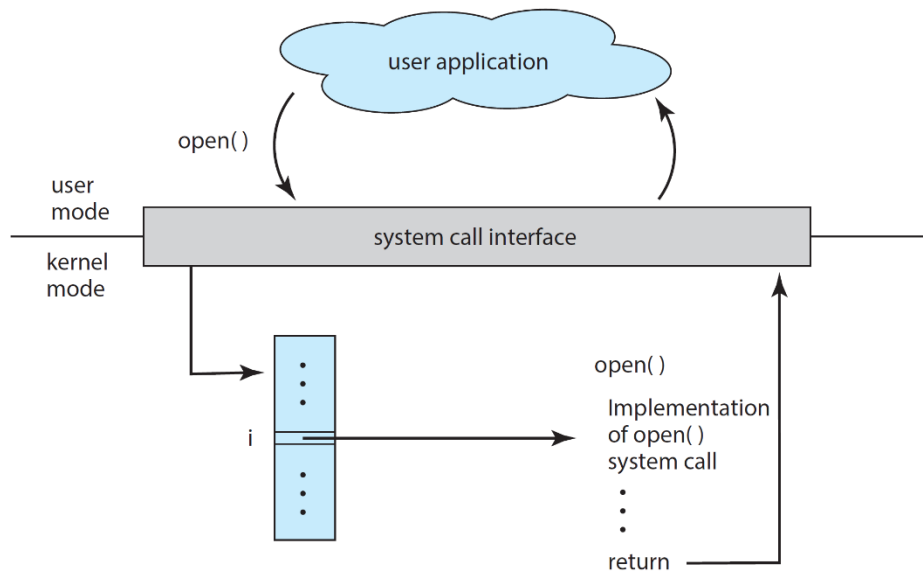 user application
open( )
user
mode
system call interface
kernel
mode
open( )
i
Implementation
of open( )
system call
return